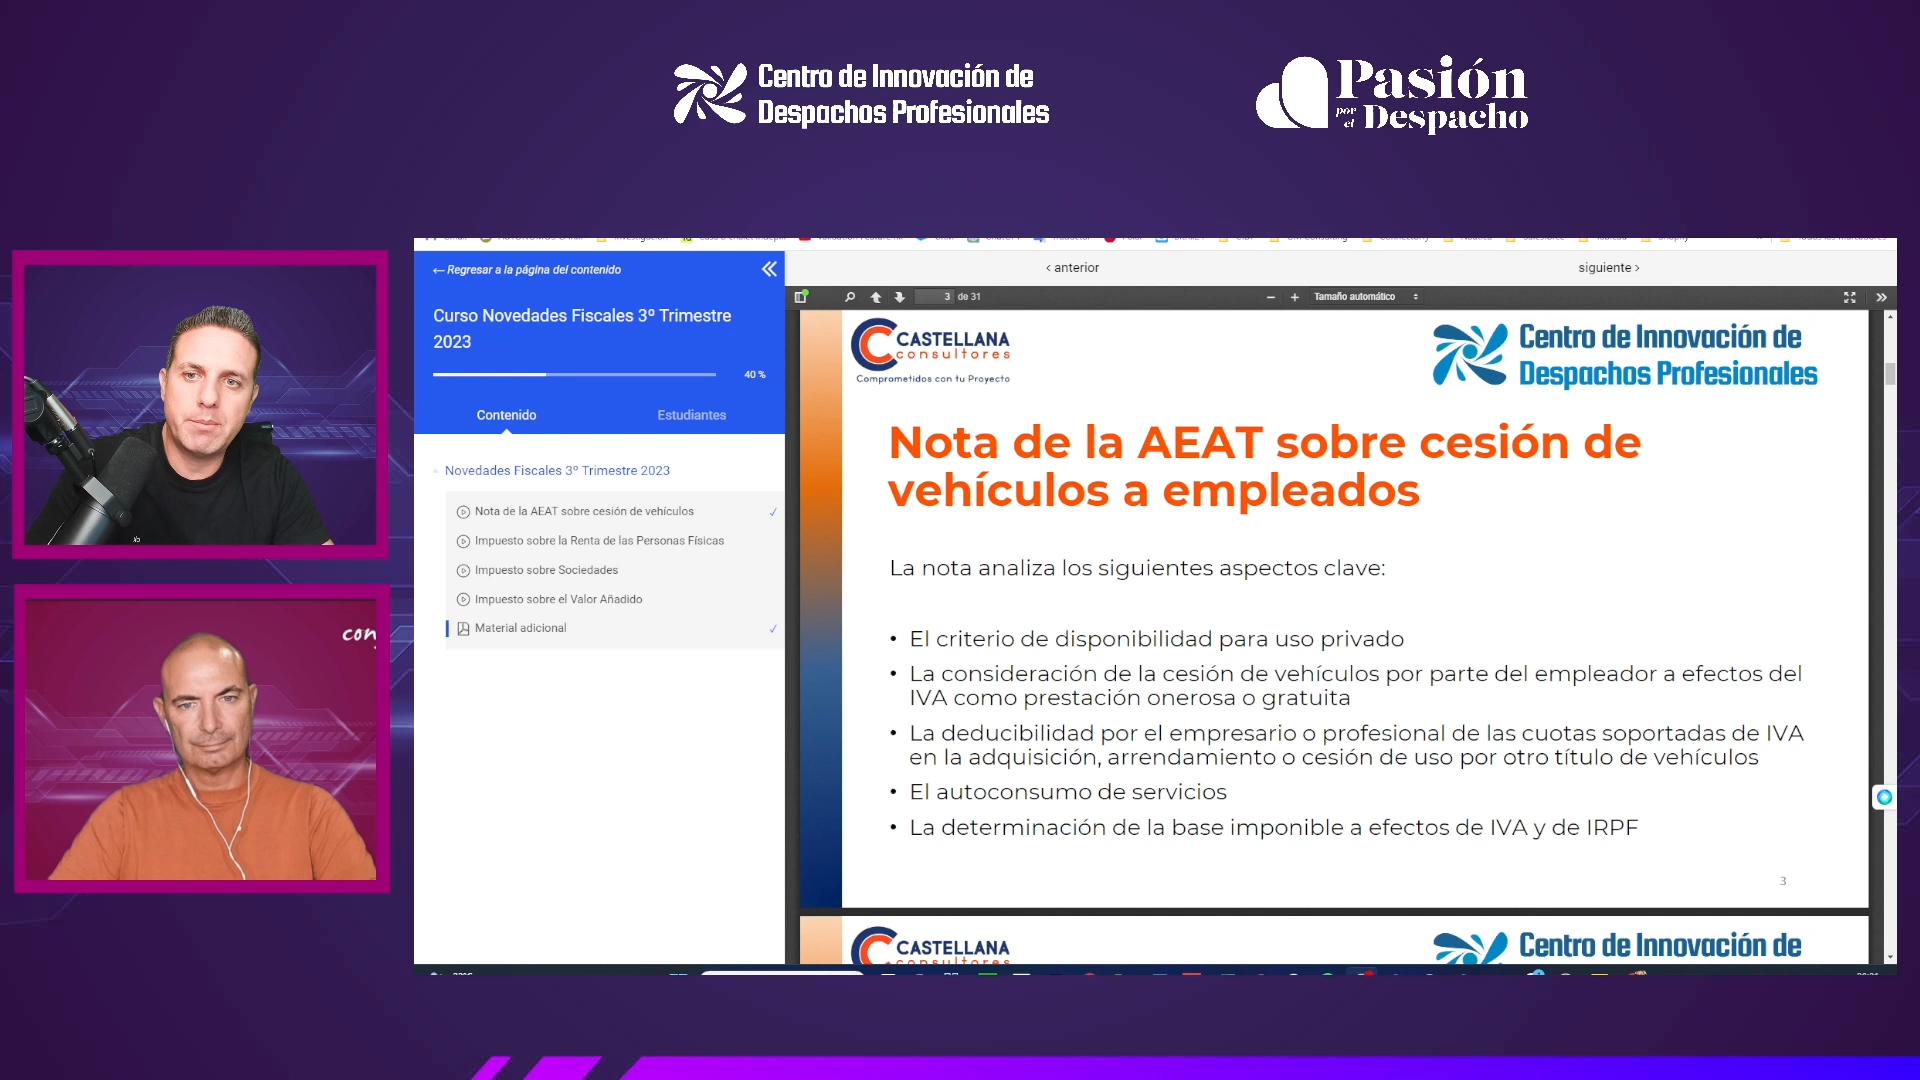 Centro de Innovación de
Despachos Profesionales
Pasión
por el Despacho
← Regresar a la página del contenido
Curso Novedades Fiscales 3º Trimestre
2023
40 %
Contenido
Estudiantes
Novedades Fiscales 3º Trimestre 2023
Nota de la AEAT sobre cesión de vehículos
Impuesto sobre la Renta de las Personas Físicas
Impuesto sobre Sociedades
Impuesto sobre el Valor Añadido
Material adicional
‹ anterior
siguiente ›
3 de 31
Tamaño automático
CASTELLANA
consultores
Comprometidos con tu Proyecto
Centro de Innovación de
Despachos Profesionales
Nota de la AEAT sobre cesión de
vehículos a empleados
La nota analiza los siguientes aspectos clave:
• El criterio de disponibilidad para uso privado
• La consideración de la cesión de vehículos por parte del empleador a efectos del
IVA como prestación onerosa o gratuita
• La deducibilidad por el empresario o profesional de las cuotas soportadas de IVA
en la adquisición, arrendamiento o cesión de uso por otro título de vehículos
• El autoconsumo de servicios
• La determinación de la base imponible a efectos de IVA y de IRPF
3
CASTELLANA
consultores
Centro de Innovación de